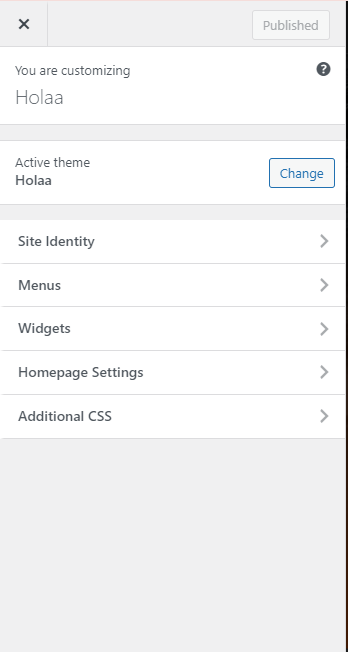 Published
You are customizing
Holaa
Active theme
Holaa
Change
Site Identity
Menus
Widgets
Homepage Settings
Additional CSS